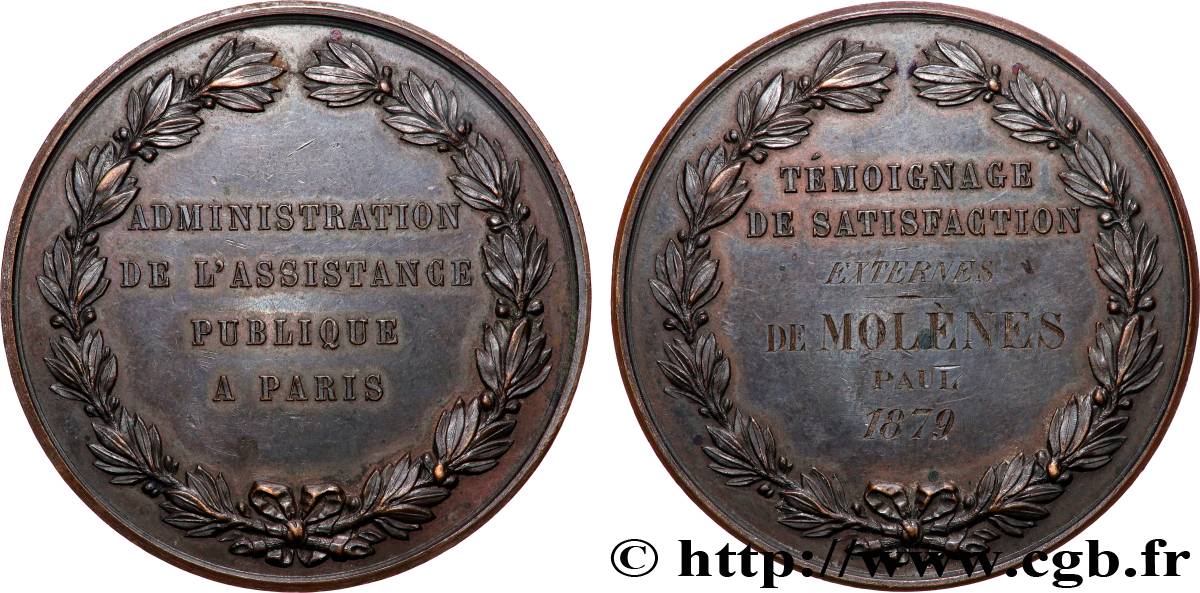 ADMINISTRATION
DE L'ASSISTANCE
PUBLIQUE
A PARIS
TÉMOIGNAGE
DE SATISFACTION
EXTERNES
DE MOLÈNES
PAUL
1879
© http://www.cgb.fr